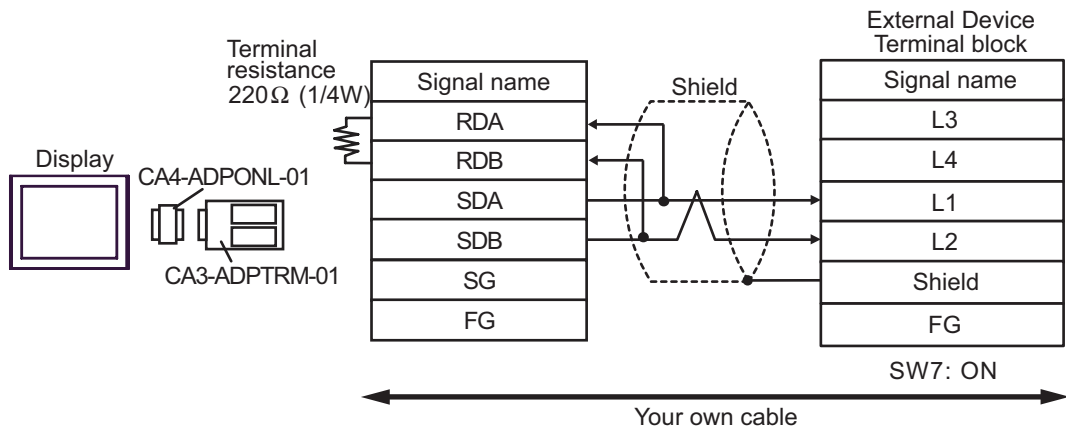 External Device
Terminal block
Terminal
resistance
220Ω (1/4W)
Signal name
RDA
RDB
SDA
SDB
SG
FG
Shield
Signal name
L3
L4
L1
L2
Shield
FG
Display
CA4-ADPONL-01
CA3-ADPTRM-01
SW7: ON
Your own cable